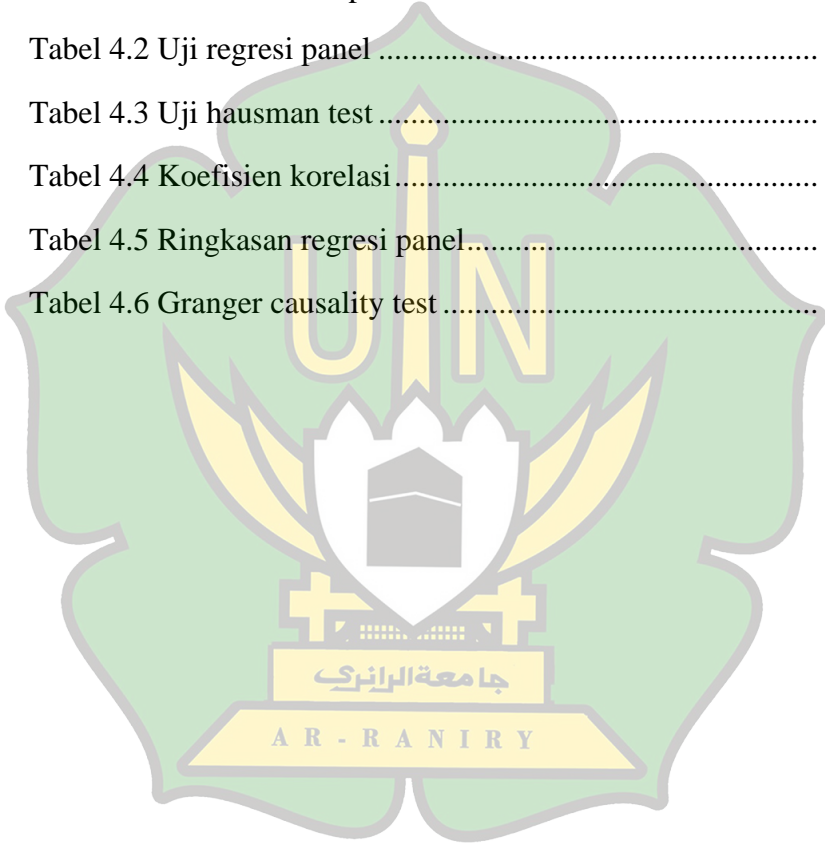 Tabel 4.2 Uji regresi panel ......................................................
Tabel 4.3 Uji hausman test .....................................................
Tabel 4.4 Koefisien korelasi....................................................
Tabel 4.5 Ringkasan regresi panel...........................................
Tabel 4.6 Granger causality test ..............................................
UIN
جامعة الرانري
AR-RANIRY